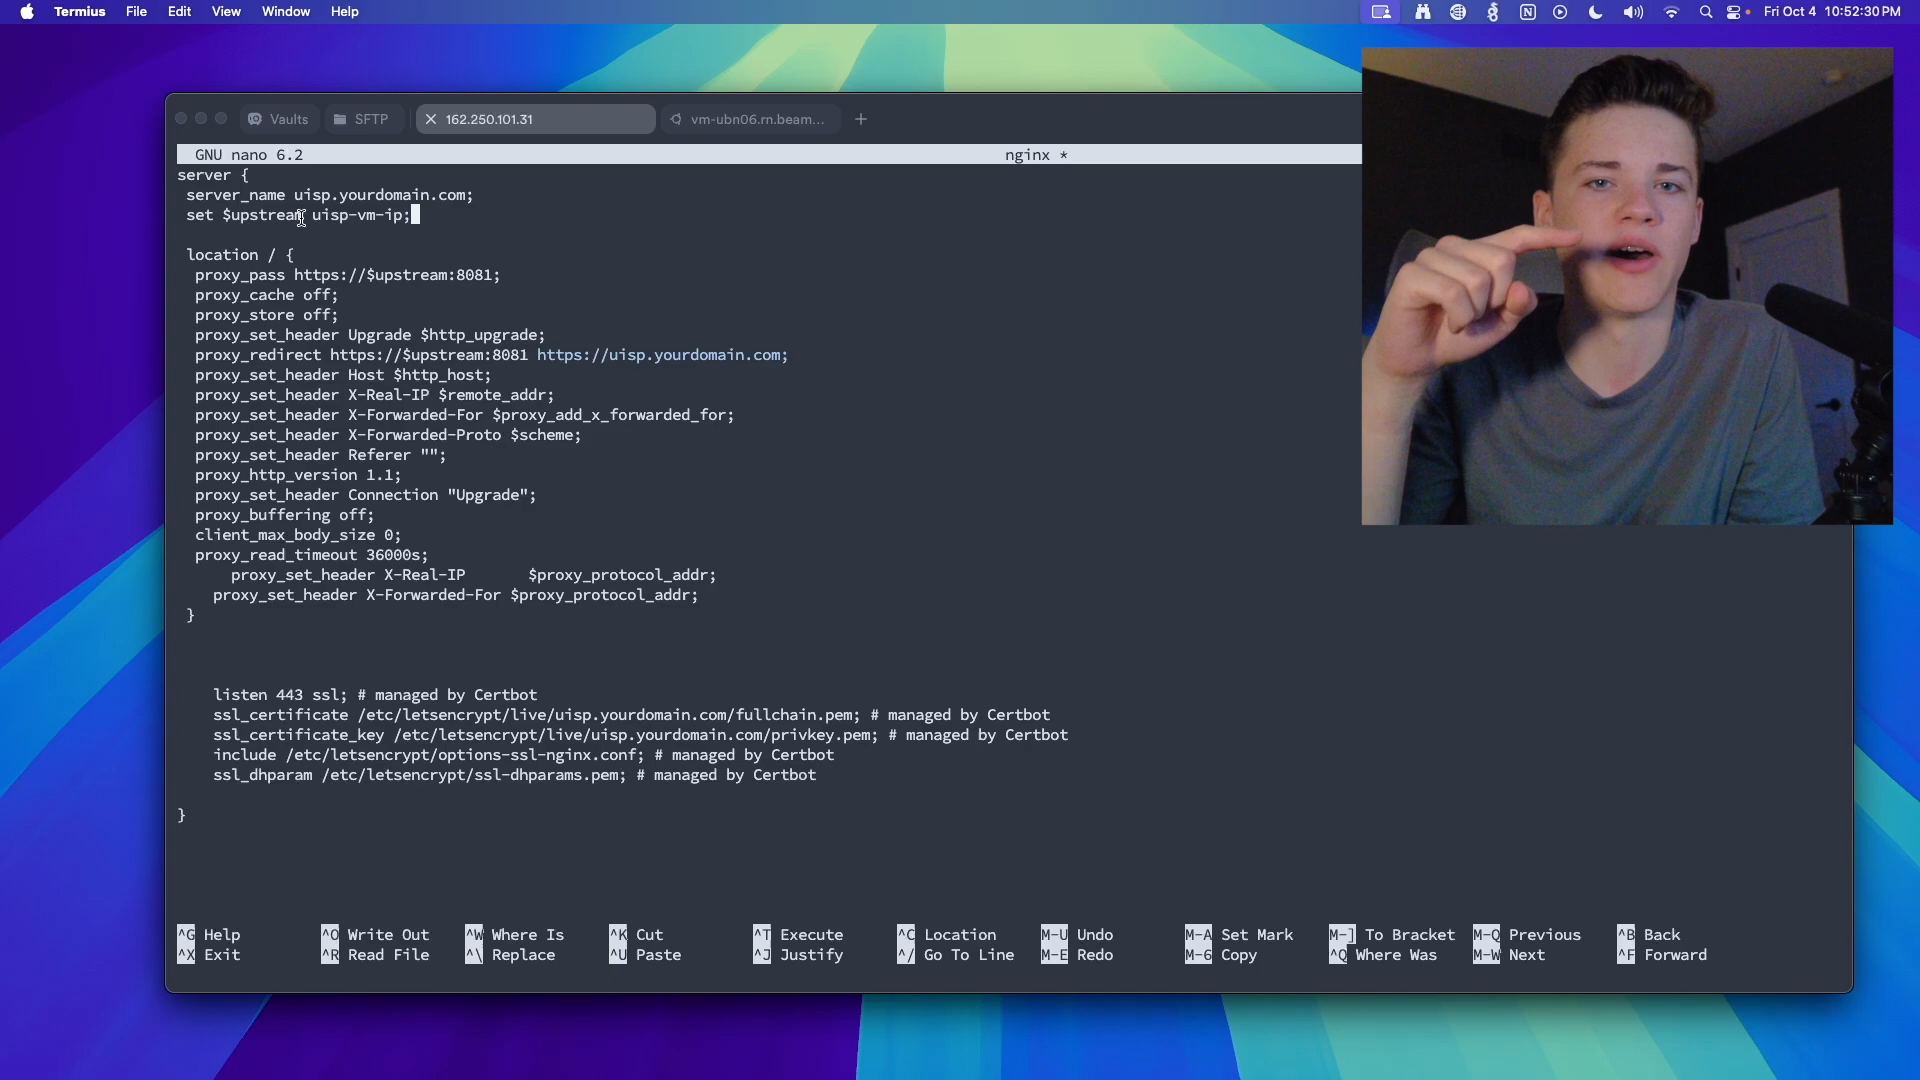 Termius File Edit View Window Help
Fri Oct 4 10:52:30 PM
Vaults SFTP 162.250.101.31 vm-ubn06.rn.beam...
GNU nano 6.2 nginx *
server {
server_name uisp.yourdomain.com;
set $upstream uisp-vm-ip;
location / {
proxy_pass https://$upstream:8081;
proxy_cache off;
proxy_store off;
proxy_set_header Upgrade $http_upgrade;
proxy_redirect https://$upstream:8081 https://uisp.yourdomain.com;
proxy_set_header Host $http_host;
proxy_set_header X-Real-IP $remote_addr;
proxy_set_header X-Forwarded-For $proxy_add_x_forwarded_for;
proxy_set_header X-Forwarded-Proto $scheme;
proxy_set_header Referer "";
proxy_http_version 1.1;
proxy_set_header Connection "Upgrade";
proxy_buffering off;
client_max_body_size 0;
proxy_read_timeout 36000s;
proxy_set_header X-Real-IP $proxy_protocol_addr;
proxy_set_header X-Forwarded-For $proxy_protocol_addr;
}
listen 443 ssl; # managed by Certbot
ssl_certificate /etc/letsencrypt/live/uisp.yourdomain.com/fullchain.pem; # managed by Certbot
ssl_certificate_key /etc/letsencrypt/live/uisp.yourdomain.com/privkey.pem; # managed by Certbot
include /etc/letsencrypt/options-ssl-nginx.conf; # managed by Certbot
ssl_dhparam /etc/letsencrypt/ssl-dhparams.pem; # managed by Certbot
}
^G Help ^O Write Out ^W Where Is ^K Cut ^T Execute ^C Location M-U Undo M-A Set Mark M-] To Bracket M-Q Previous ^B Back
^X Exit ^R Read File ^\ Replace ^U Paste ^J Justify ^/ Go To Line M-E Redo M-6 Copy ^Q Where Was M-W Next ^F Forward